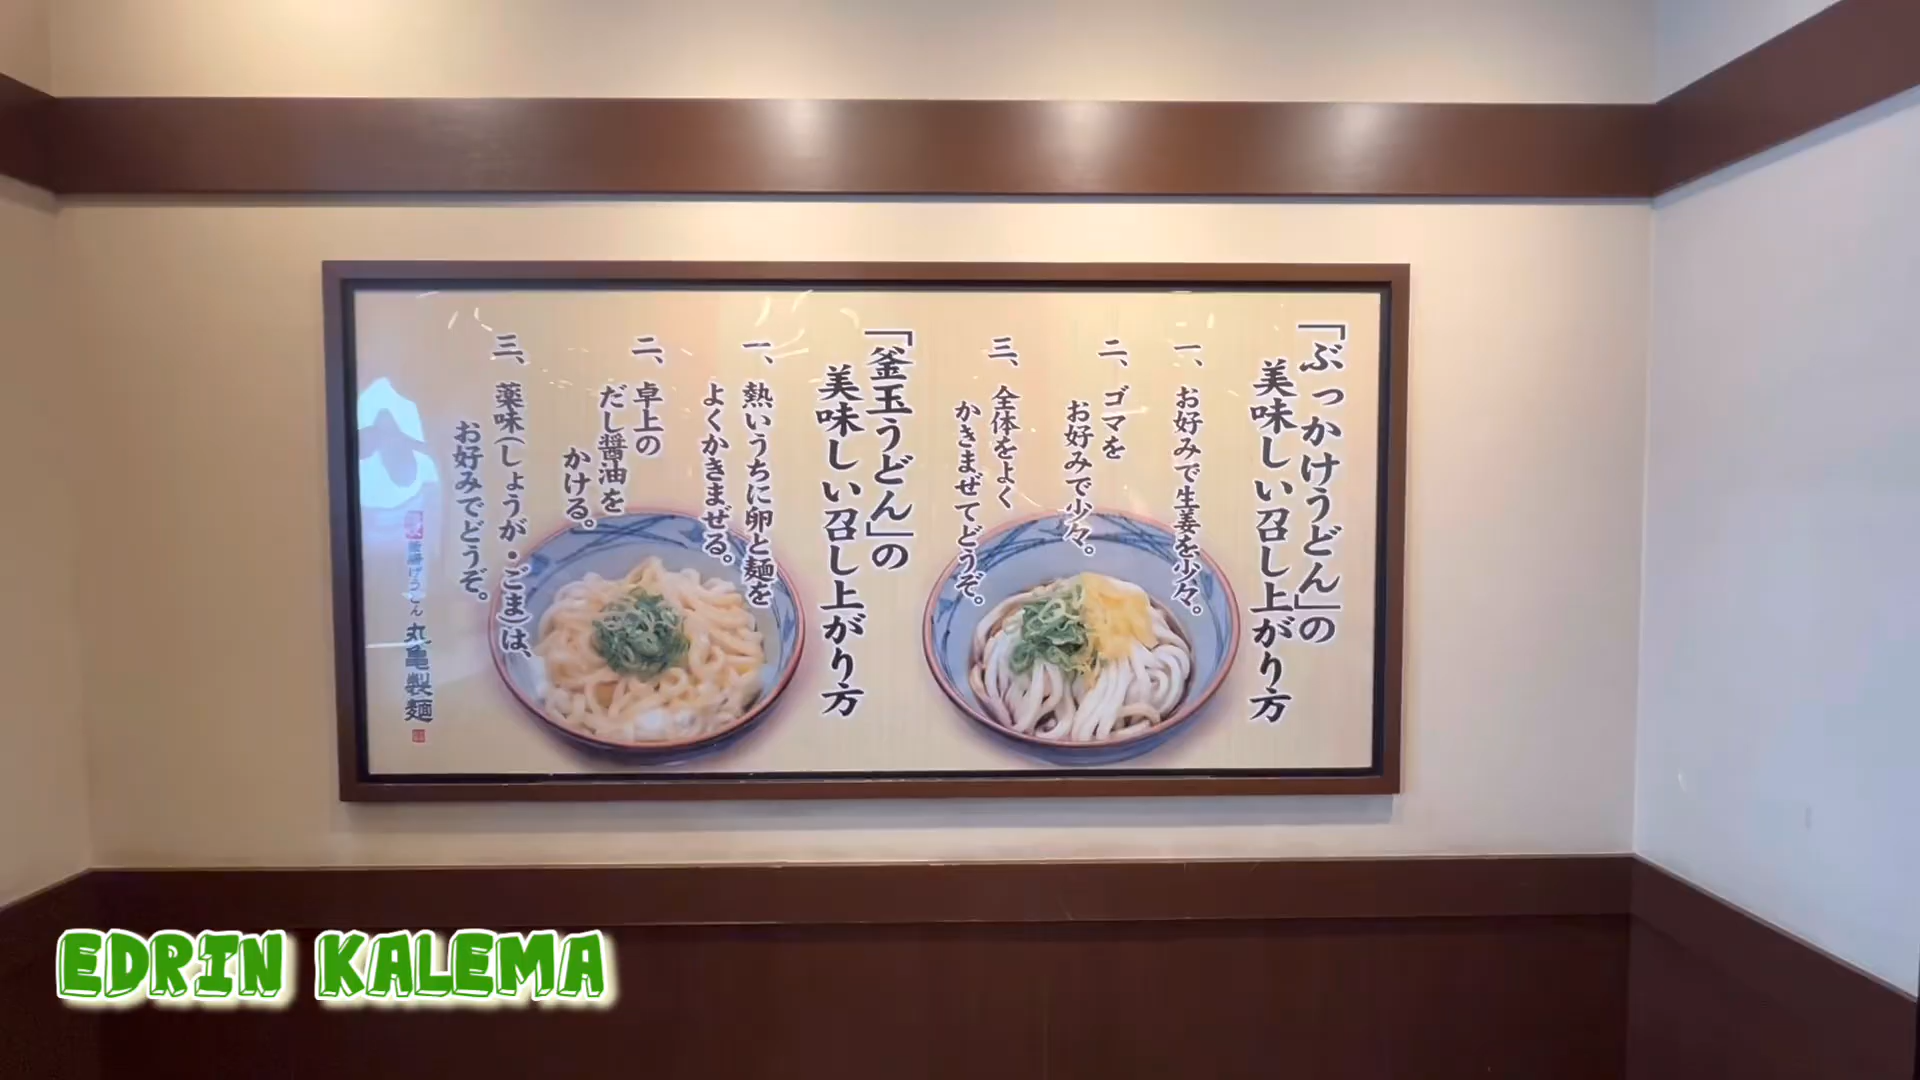 「ぶっかけうどん」の
美味しい召し上がり方
一、お好みで生姜を少々。
二、ゴマを
お好みで少々。
三、全体をよく
かきまぜてどうぞ。
「釜玉うどん」の
美味しい召し上がり方
一、熱いうちに卵と麺を
よくかきまぜる。
二、卓上の
だし醤油を
かける。
三、薬味(しょうが・ごま)は、
お好みでどうぞ。
丸亀製麺
EDRIN KALEMA